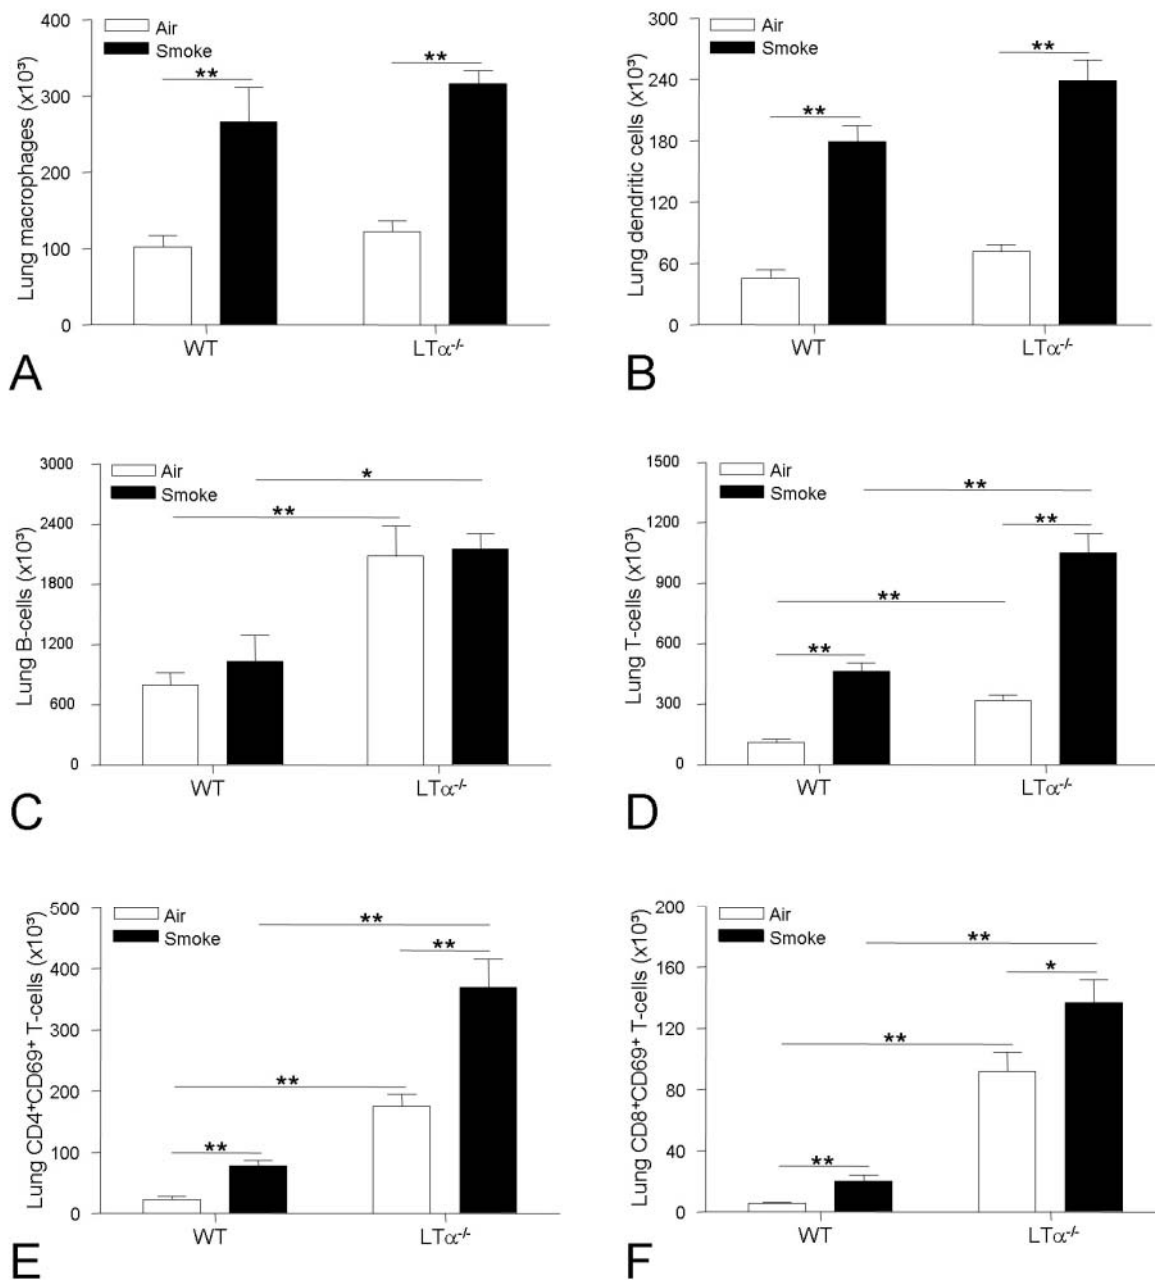 400
Air
Smoke
**
**
300
200
100
0
Lung macrophages (x10³)
WT
LTα-/-
A
300
Air
Smoke
**
**
240
180
120
60
0
Lung dendritic cells (x10³)
WT
LTα-/-
B
3000
Air
Smoke
*
**
2400
1800
1200
600
0
Lung B-cells (x10³)
WT
LTα-/-
C
1500
Air
Smoke
**
**
**
**
1200
900
600
300
0
Lung T-cells (x10³)
WT
LTα-/-
D
500
Air
Smoke
**
**
**
**
400
300
200
100
0
Lung CD4+CD69+ T-cells (x10³)
WT
LTα-/-
E
200
Air
Smoke
**
*
**
**
160
120
80
40
0
Lung CD8+CD69+ T-cells (x10³)
WT
LTα-/-
F